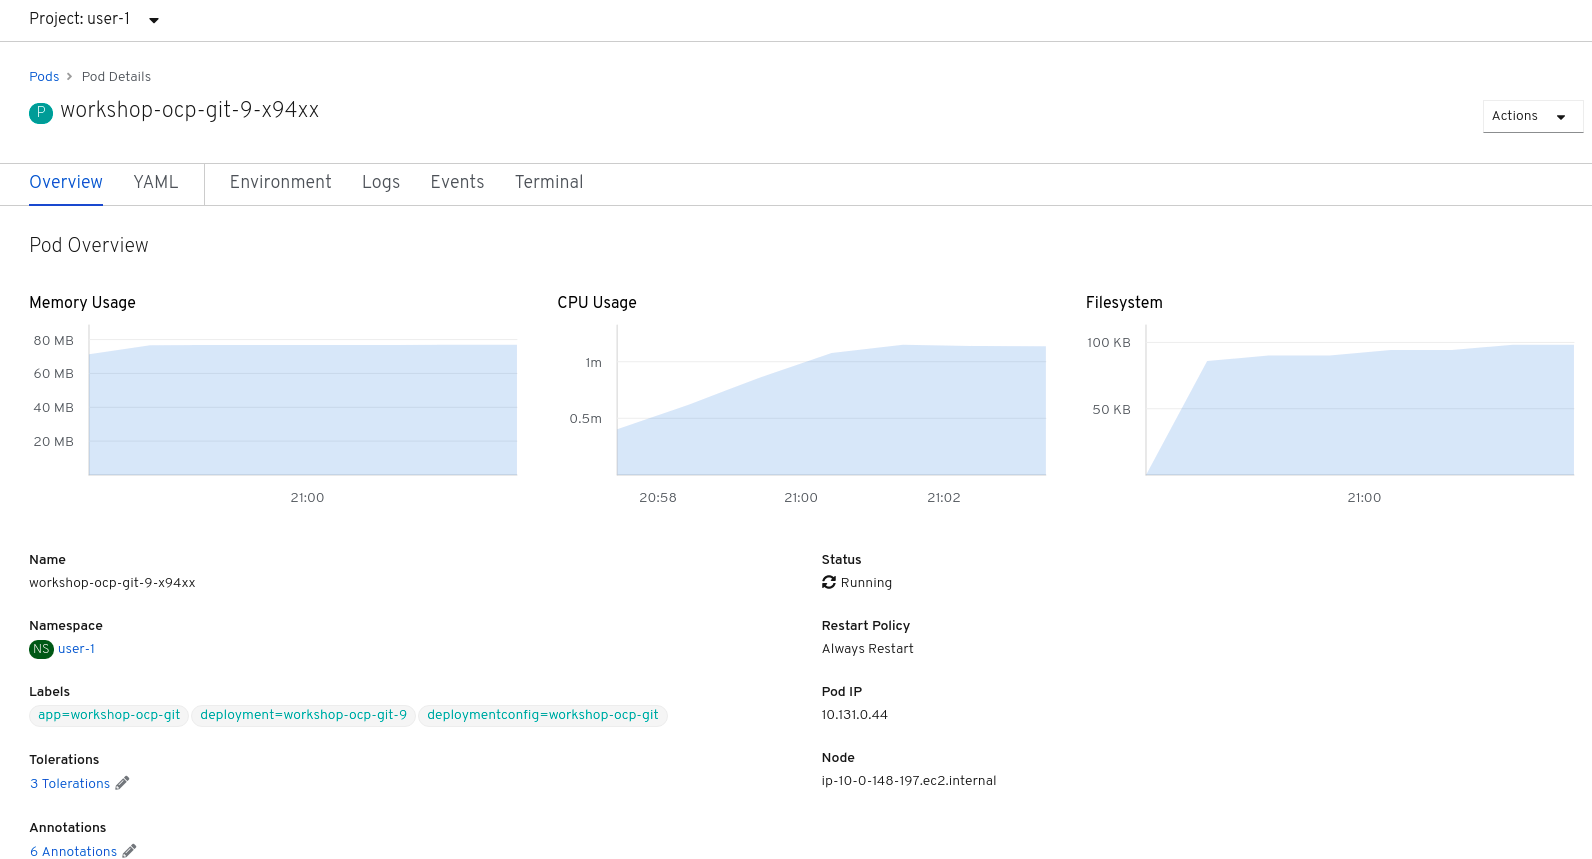 Project: user-1
Pods > Pod Details
P workshop-ocp-git-9-x94xx
Actions
Overview YAML Environment Logs Events Terminal
Pod Overview
Memory Usage
80 MB
60 MB
40 MB
20 MB
21:00
CPU Usage
1m
0.5m
20:58 21:00 21:02
Filesystem
100 KB
50 KB
21:00
Name
workshop-ocp-git-9-x94xx
Namespace
NS user-1
Labels
app=workshop-ocp-git deployment=workshop-ocp-git-9 deploymentconfig=workshop-ocp-git
Tolerations
3 Tolerations
Annotations
6 Annotations
Status
Running
Restart Policy
Always Restart
Pod IP
10.131.0.44
Node
ip-10-0-148-197.ec2.internal